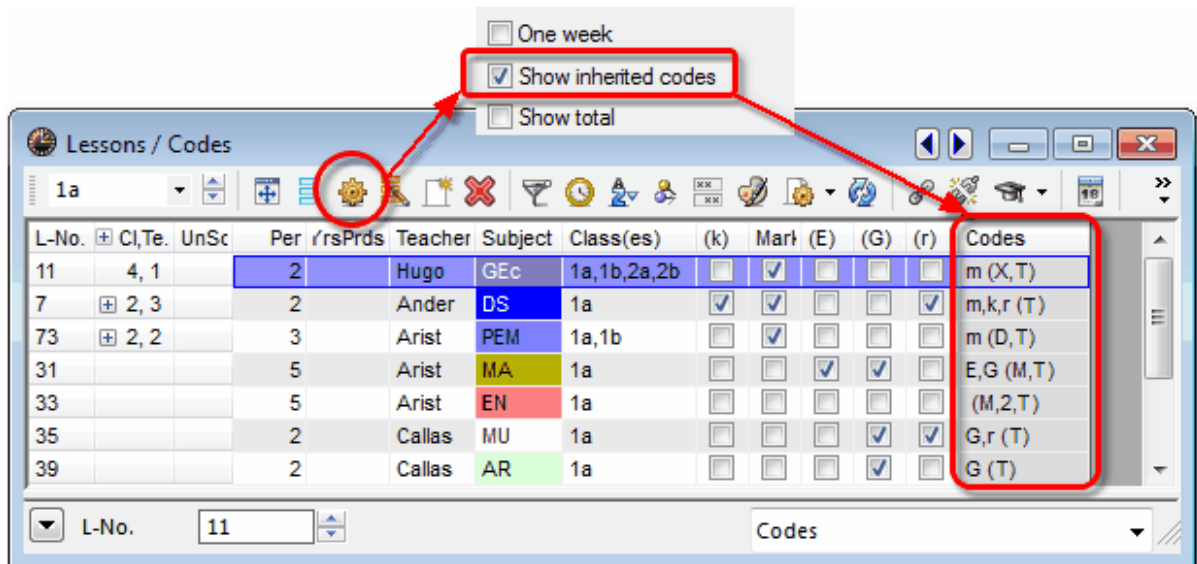 One week
Show inherited codes
Show total
Lessons / Codes
1a
L-No. Cl,Te. UnSc Per YrsPrds Teacher Subject Class(es) (k) Mark (E) (G) (r) Codes
11 4, 1 2 Hugo GEc 1a,1b,2a,2b m (X,T)
7 2, 3 2 Ander DS 1a m,k,r (T)
73 2, 2 3 Arist PEM 1a,1b m (D,T)
31 5 Arist MA 1a E,G (M,T)
33 5 Arist EN 1a (M,2,T)
35 2 Callas MU 1a G,r (T)
39 2 Callas AR 1a G (T)
L-No. 11 Codes